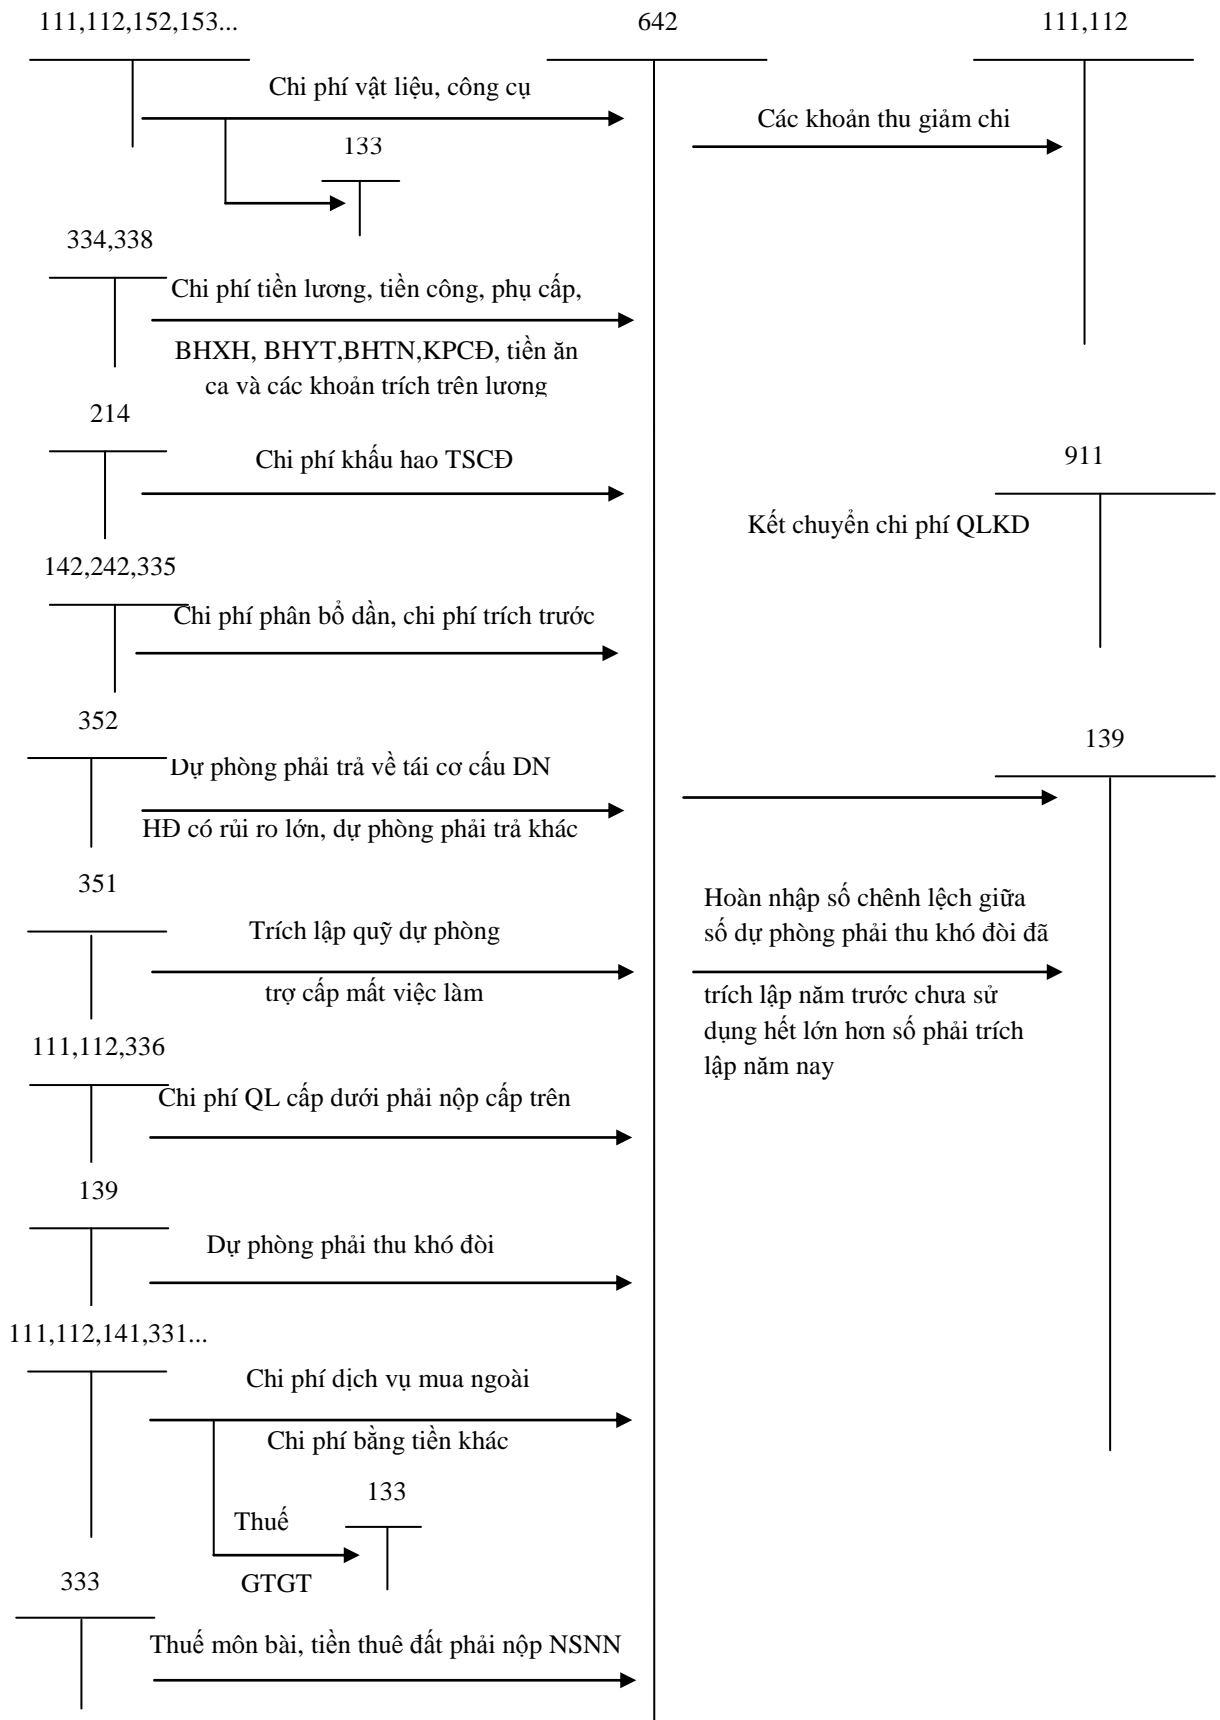 111,112,152,153...
642
111,112
Chi phí vật liệu, công cụ
Các khoản thu giảm chi
133
334,338
Chi phí tiền lương, tiền công, phụ cấp,
BHXH, BHYT,BHTN,KPCĐ, tiền ăn
ca và các khoản trích trên lương
214
Chi phí khấu hao TSCĐ
911
Kết chuyển chi phí QLKD
142,242,335
Chi phí phân bổ dần, chi phí trích trước
352
139
Dự phòng phải trả về tái cơ cấu DN
HĐ có rủi ro lớn, dự phòng phải trả khác
351
Trích lập quỹ dự phòng
trợ cấp mất việc làm
Hoàn nhập số chênh lệch giữa
số dự phòng phải thu khó đòi đã
trích lập năm trước chưa sử
dụng hết lớn hơn số phải trích
lập năm nay
111,112,336
Chi phí QL cấp dưới phải nộp cấp trên
139
Dự phòng phải thu khó đòi
111,112,141,331...
Chi phí dịch vụ mua ngoài
Chi phí bằng tiền khác
133
Thuế
GTGT
333
Thuế môn bài, tiền thuê đất phải nộp NSNN